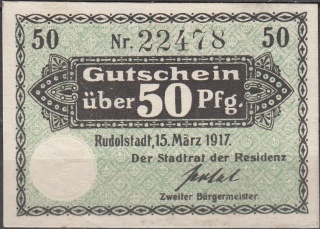 50 Nr. 22478 50
Gutschein
über 50 Pfg.
Rudolstadt, 15. März 1917.
Der Stadtrat der Residenz
Zweiter Bürgermeister